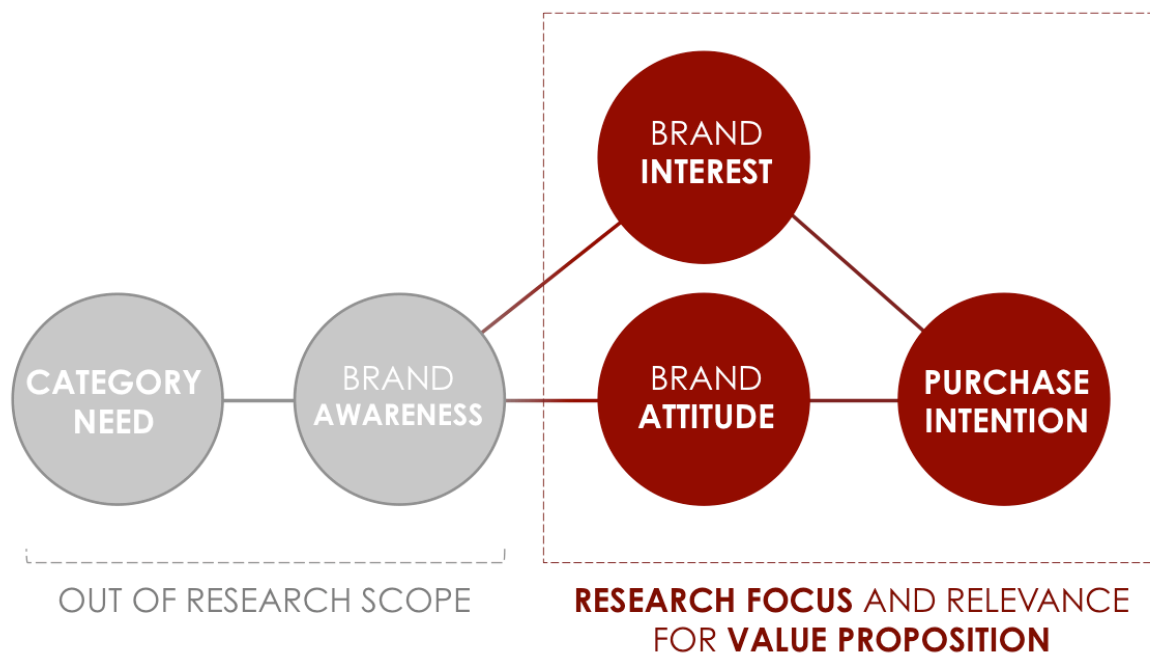 BRAND
INTEREST
CATEGORY
NEED
BRAND
AWARENESS
BRAND
ATTITUDE
PURCHASE
INTENTION
OUT OF RESEARCH SCOPE
RESEARCH FOCUS AND RELEVANCE
FOR VALUE PROPOSITION